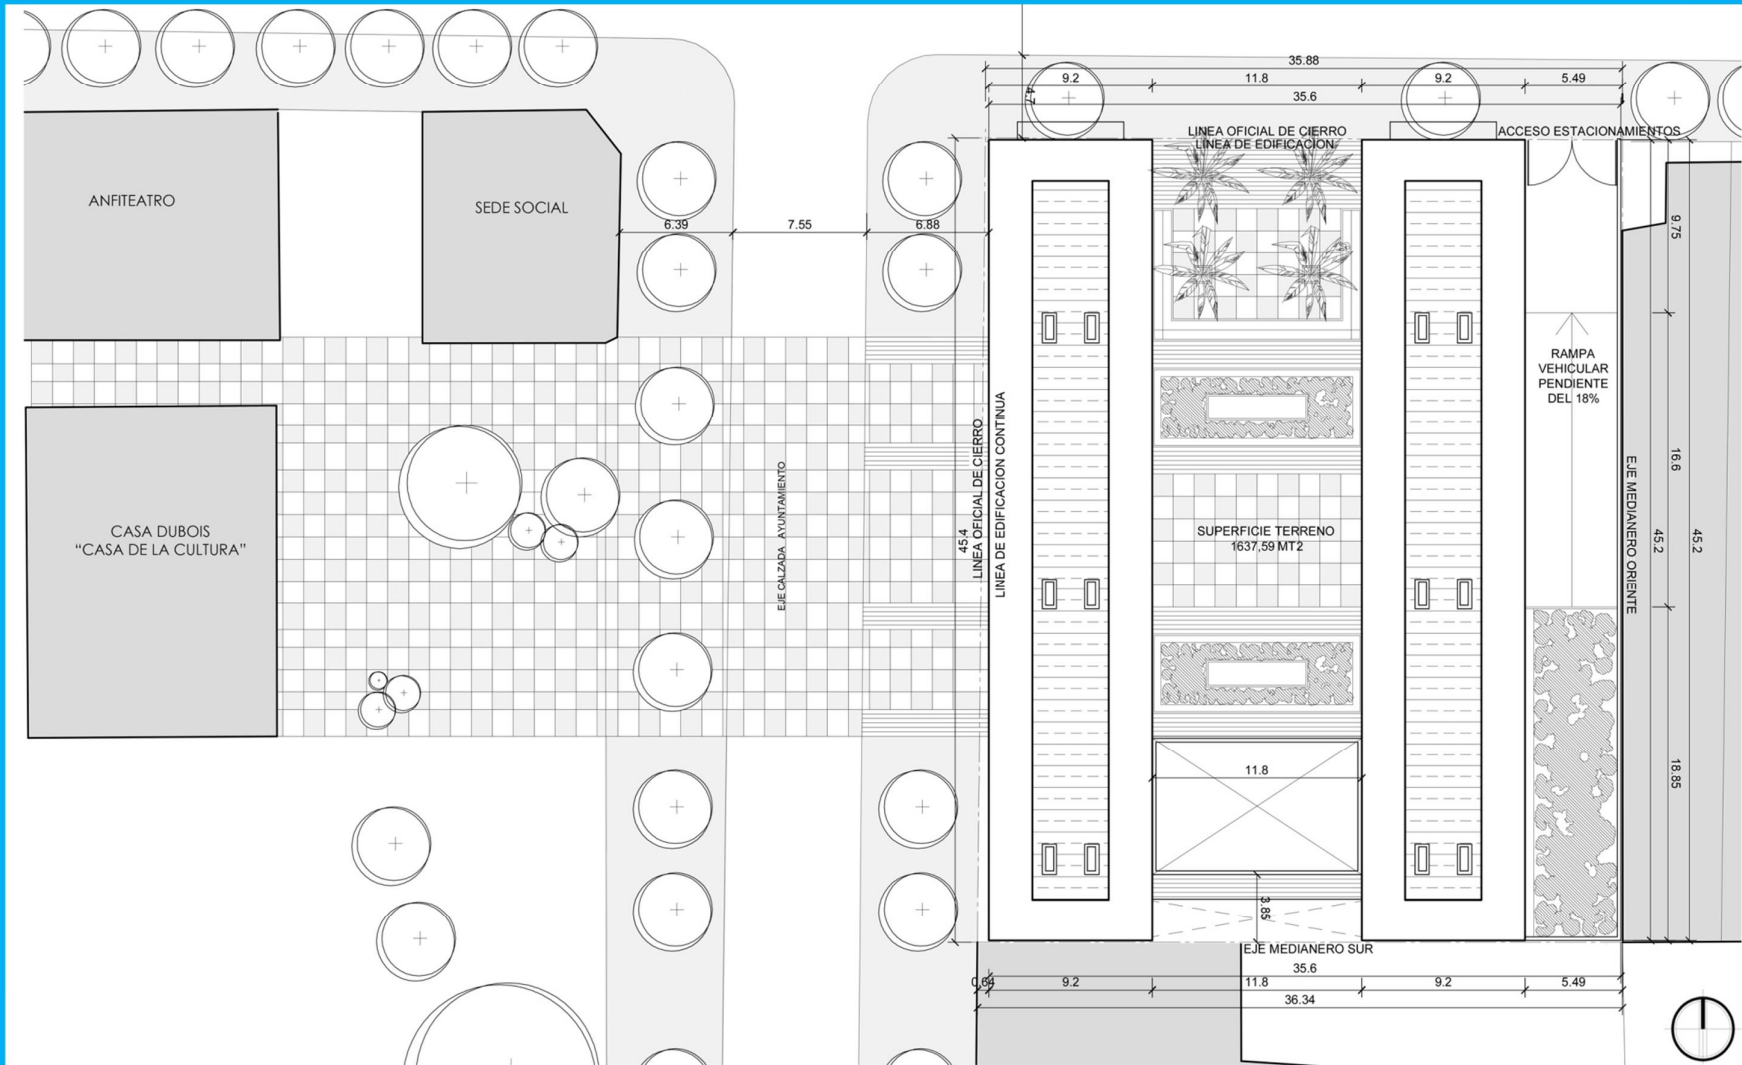 35.88
9.2
11.8
9.2
5.49
35.6
4.7
LINEA OFICIAL DE CIERRO
LINEA DE EDIFICACION
ACCESO ESTACIONAMIENTOS
ANFITEATRO
SEDE SOCIAL
6.39
7.55
6.88
9.75
RAMPA
VEHICULAR
PENDIENTE
DEL 18%
16.6
EJE MEDIANERO ORIENTE
45.2
45.2
LINEA OFICIAL DE CIERRO
LINEA DE EDIFICACION CONTINUA
45.4
EJE CALZADA AYUNTAMIENTO
CASA DUBOIS
“CASA DE LA CULTURA”
SUPERFICIE TERRENO
1637,59 MT2
11.8
18.85
3.85
EJE MEDIANERO SUR
35.6
0.64
9.2
11.8
9.2
5.49
36.34